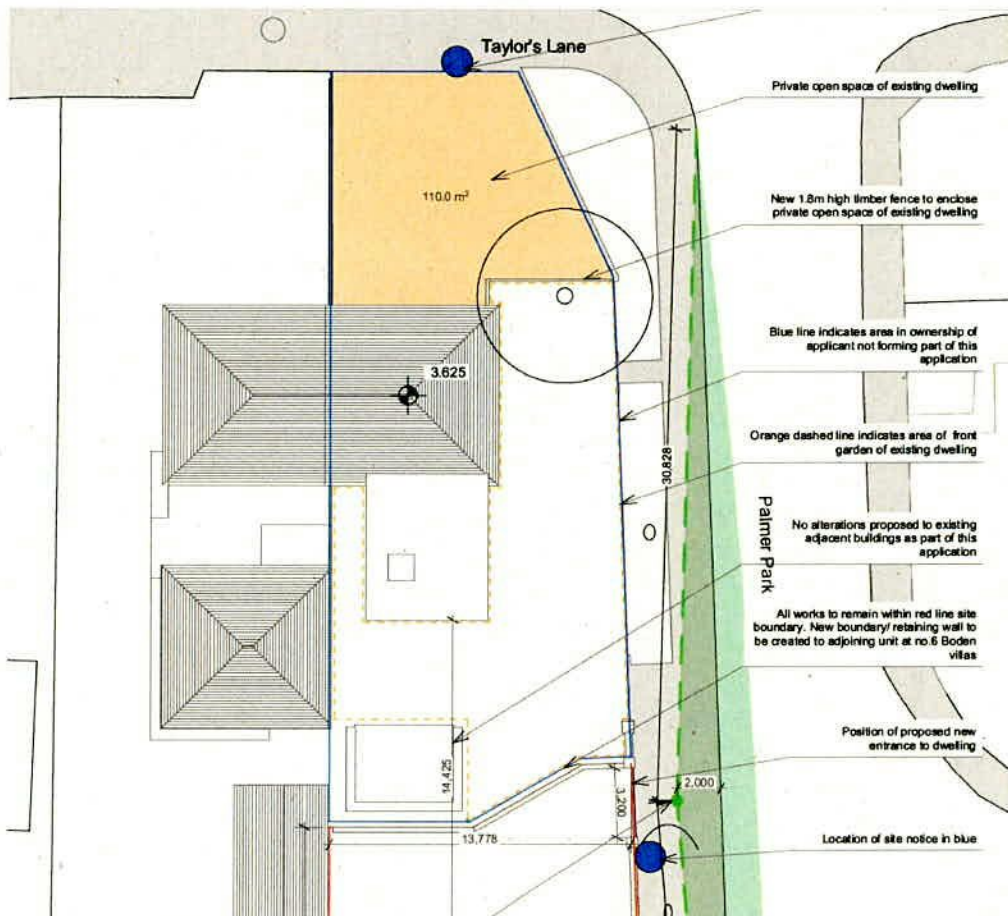 Taylor's Lane
Private open space of existing dwelling
110.0 m²
New 1.8m high timber fence to enclose
private open space of existing dwelling
Blue line indicates area in ownership of
applicant not forming part of this
application
3.625
Orange dashed line indicates area of front
garden of existing dwelling
30,828
Palmer Park
No alterations proposed to existing
adjacent buildings as part of this
application
All works to remain within red line site
boundary. New boundary/ retaining wall to
be created to adjoining unit at no.6 Boden
villas
Position of proposed new
entrance to dwelling
14,425
3,200
2,000
13,778
Location of site notice in blue